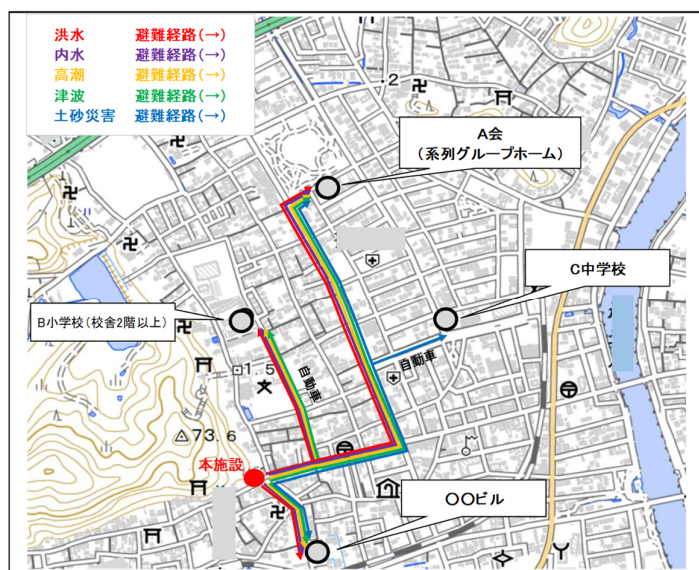 洪水 避難経路(→)
内水 避難経路(→)
高潮 避難経路(→)
津波 避難経路(→)
土砂災害 避難経路(→)
2
A会
(系列グループホーム)
C中学校
B小学校(校舎2階以上)
自動車
自動車
1.5
73.6
本施設
〇〇ビル